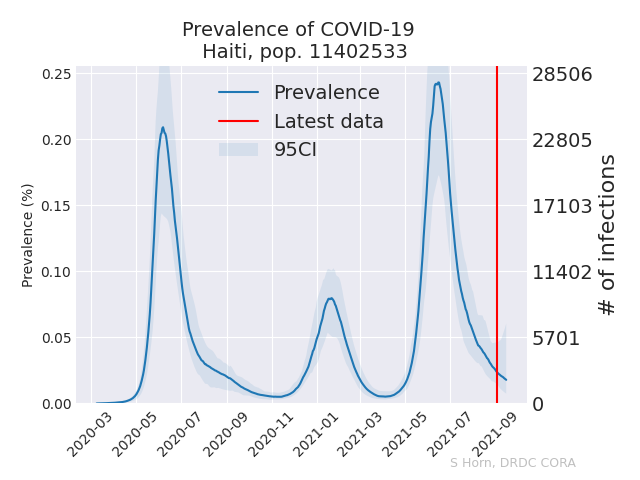 Prevalence of COVID-19
Haiti, pop. 11402533
Prevalence
Latest data
95CI
Prevalence (%)
0.25
0.20
0.15
0.10
0.05
0.00
28506
22805
17103
11402
5701
0
# of infections
2020-03
2020-05
2020-07
2020-09
2020-11
2021-01
2021-03
2021-05
2021-07
2021-09
S Horn, DRDC CORA